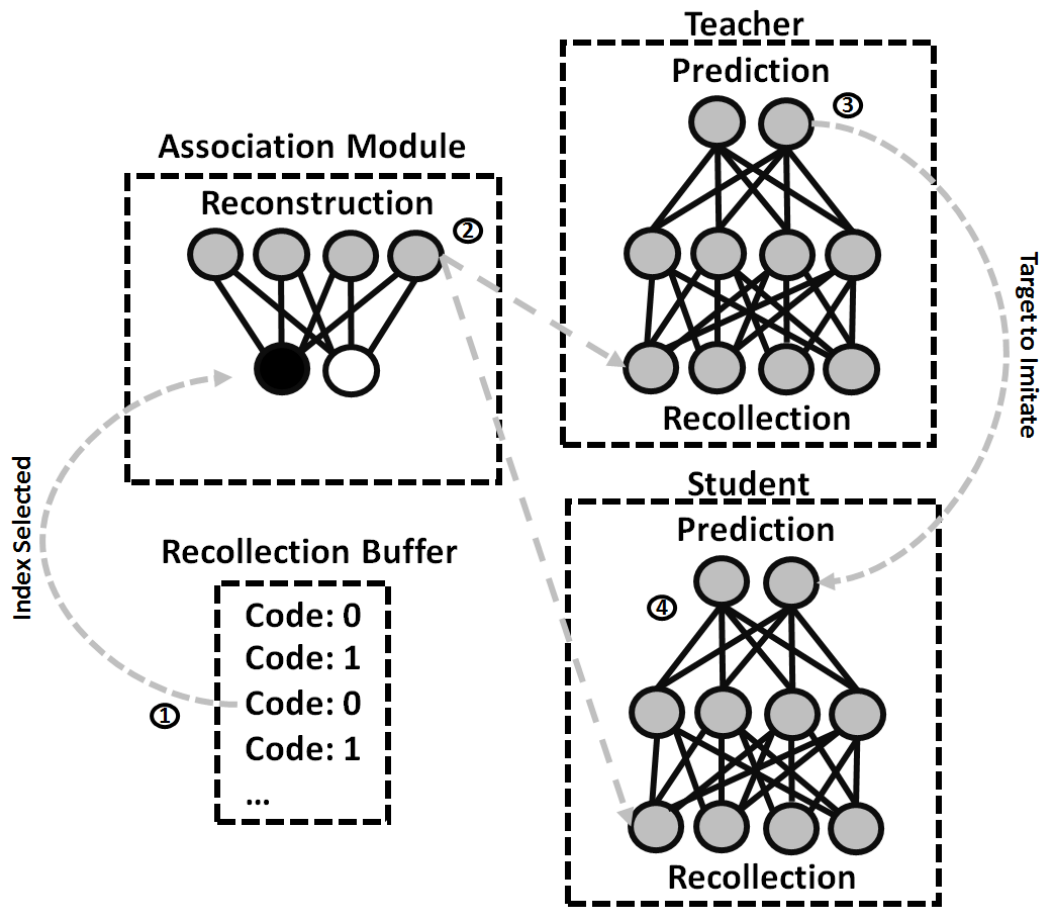 Teacher
Prediction
③
Association Module
Reconstruction
②
Recollection
Target to Imitate
Student
Prediction
④
Recollection
Index Selected
Recollection Buffer
Code: 0
Code: 1
Code: 0
Code: 1
...
①